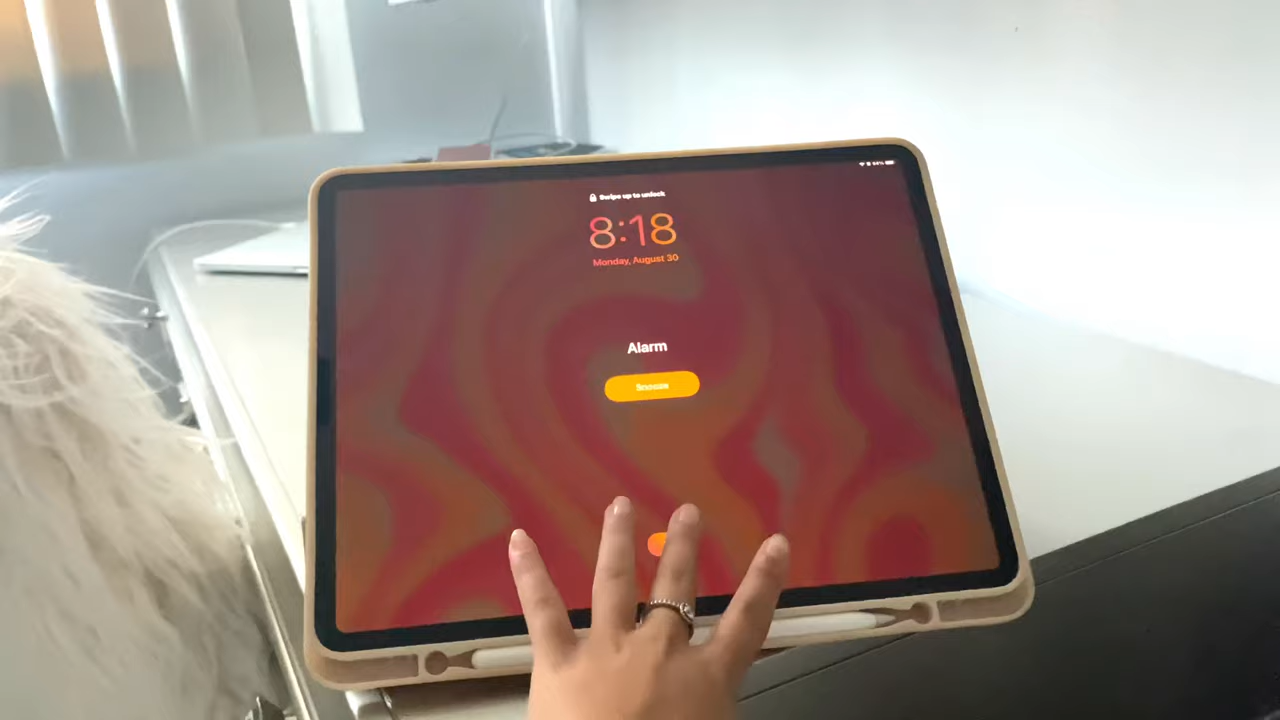 Swipe up to unlock
8:18
Monday, August 30
Alarm
Snooze